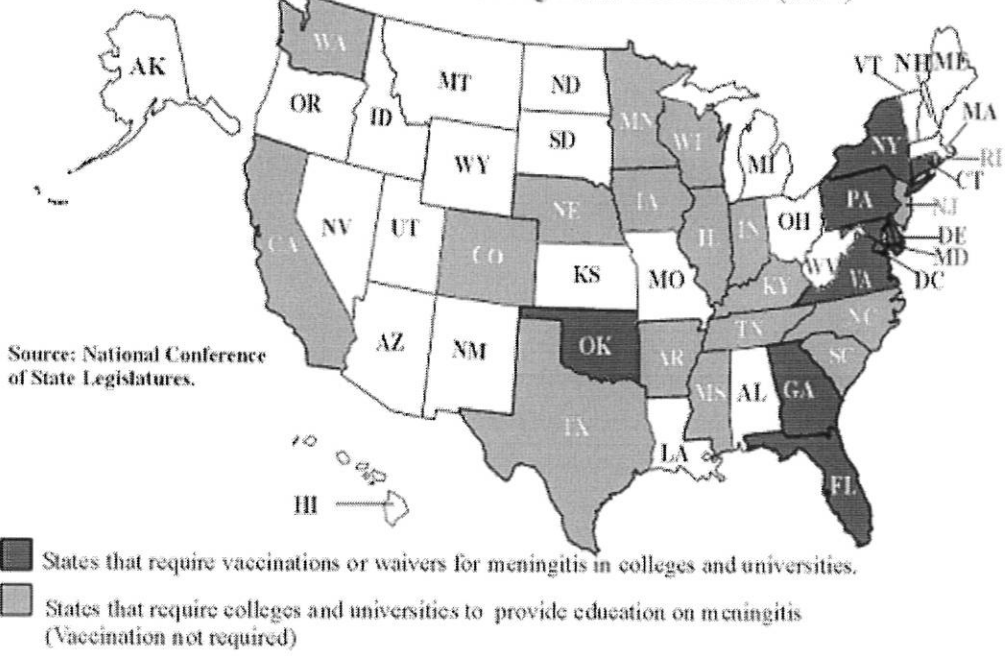 WA
AK
MT
ND
VT
NH
ME
OR
ID
MN
MA
SD
WI
NY
RI
WY
MI
CT
PA
NJ
NE
IA
OH
DE
NV
UT
IL
IN
MD
CA
CO
WV
VA
DC
KS
MO
KY
NC
TN
OK
AZ
NM
AR
SC
Source: National Conference
of State Legislatures.
MS
AL
GA
TX
LA
FL
HI
States that require vaccinations or waivers for meningitis in colleges and universities.
States that require colleges and universities to provide education on meningitis
(Vaccination not required)